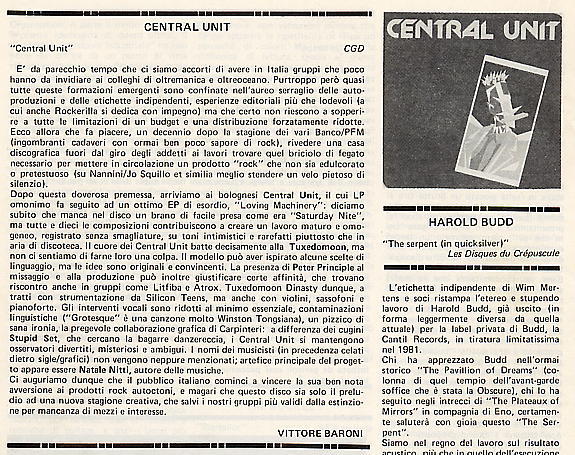 CENTRAL UNIT
"Central Unit" CGD
E' da parecchio tempo che ci siamo accorti di avere in Italia gruppi che poco
hanno da invidiare ai colleghi di oltremanica e oltreoceano. Purtroppo però quasi
tutte queste formazioni emergenti sono confinate nell'aureo serraglio delle auto-
produzioni e delle etichette indipendenti, esperienze editoriali più che lodevoli (a
cui anche Rockerilla si dedica con impegno) ma che certo non riescono a sopperi-
re a tutte le limitazioni di un budget e una distribuzione forzatamente ridotte.
Ecco allora che fa piacere, un decennio dopo la stagione dei vari Banco/PFM
(ingombranti cadaveri con ormai ben poco sapore di rock), rivedere una casa
discografica fuori dal giro degli addetti ai lavori trovare quel briciolo di fegato
necessario per mettere in circolazione un prodotto "rock" che non sia edulcorato
o pretestuoso (su Nannini/Jo Squillo et similia meglio stendere un velo pietoso di
silenzio).
Dopo questa doverosa premessa, arriviamo ai bolognesi Central Unit, il cui LP
omonimo fa seguito ad un ottimo EP di esordio, "Loving Machinery": diciamo
subito che manca nel disco un brano di facile presa come era "Saturday Nite",
ma tutte e dieci le composizioni contribuiscono a creare un lavoro maturo e omo-
geneo, registrato senza smagliature, su toni intimistici e rarefatti piuttosto che in
aria di discoteca. Il cuore dei Central Unit batte decisamente alla Tuxedomoon, ma
non ci sentiamo di farne loro una colpa. Il modello può aver ispirato alcune scelte di
linguaggio, ma le idee sono originali e convincenti. La presenza di Peter Principle al
missaggio e alla produzione può inoltre giustificare certe affinità, che trovano
riscontro anche in gruppi come Litfiba e Atrox. Tuxedomoon Dinasty dunque, a
tratti con strumentazione da Silicon Teens, ma anche con violini, sassofoni e
pianoforte. Gli interventi vocali sono ridotti al minimo essenziale, contaminazioni
linguistiche ("Grotesque" è una canzone molto Winston Tongsiana), un pizzico di
sana ironia, la pregevole collaborazione grafica di Carpinteri: a differenza dei cugini
Stupid Set, che cercano la bagarre danzereccia, i Central Unit si mantengono
osservatori divertiti, misteriosi e ambigui. I nomi dei musicisti (in precedenza celati
dietro sigle/grafici) non vengono neppure menzionati; artefice principale del proget-
to appare essere Natale Nitti, autore delle musiche.
Ci auguriamo dunque che il pubblico italiano cominci a vincere la sua ben nota
avversione ai prodotti rock autoctoni, e magari che questo disco sia solo il prelu-
dio ad una nuova stagione creativa, che salvi i nostri gruppi più validi dalla estinzio-
ne per mancanza di mezzi e interesse.
VITTORE BARONI
CENTRAL UNIT
HAROLD BUDD
"The serpent (in quicksilver)"
Les Disques du Crépuscule
L'etichetta indipendente di Wim Mer-
tens e soci ristampa l'etereo e stupendo
lavoro di Harold Budd, già uscito (in
forma leggermente diversa da quella
attuale) per la label privata di Budd, la
Cantil Records, in tiratura limitatissima
nel 1981.
Chi ha apprezzato Budd nell'ormai
storico "The Pavillion of Dreams" (co-
lonna di quel tempio dell'avant-garde
soffice che è stata la Obscure), chi lo ha
seguito negli intrecci di "The Plateaux of
Mirrors" in compagnia di Eno, certamen-
te saluterà con gioia questo "The Ser-
pent".
Siamo nel regno del lavoro sul risultato
acustico, più che in quello dell'esecuzione